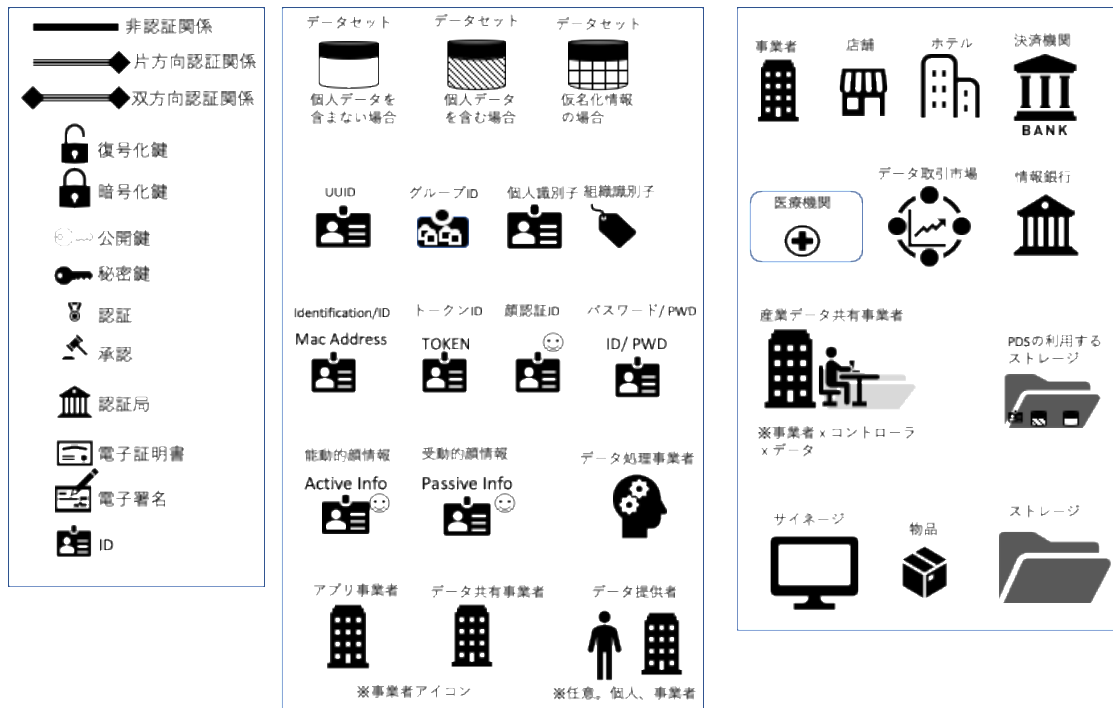 非認証関係
片方向認証関係
双方向認証関係
復号化鍵
暗号化鍵
公開鍵
秘密鍵
認証
承認
認証局
電子証明書
電子署名
ID
データセット
データセット
データセット
個人データを
含まない場合
個人データ
を含む場合
仮名化情報
の場合
UUID
グループID
個人識別子
組織識別子
Identification/ID
トークンID
顔認証ID
パスワード/ PWD
Mac Address
TOKEN
ID/ PWD
能動的顔情報
受動的顔情報
データ処理事業者
Active Info
Passive Info
アプリ事業者
データ共有事業者
データ提供者
※事業者アイコン
※任意。個人、事業者
事業者
店舗
ホテル
決済機関
BANK
医療機関
データ取引市場
情報銀行
産業データ共有事業者
PDSの利用する
ストレージ
※事業者 x コントローラ
x データ
サイネージ
物品
ストレージ